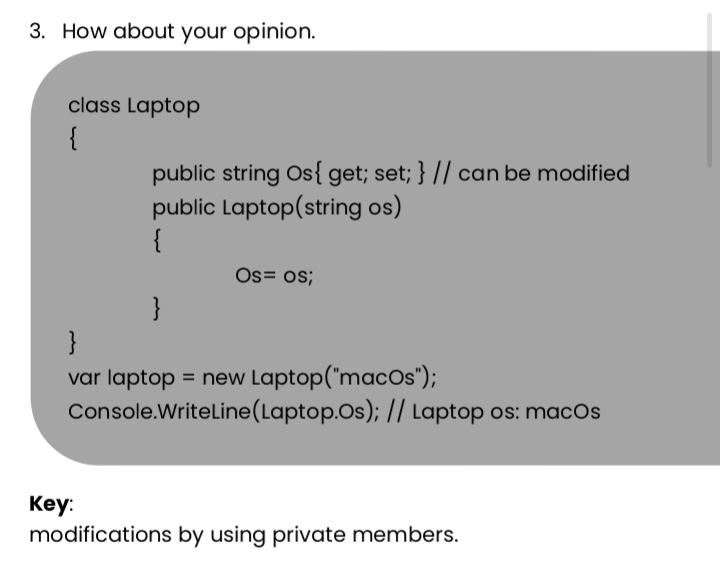 3. How about your opinion.
class Laptop
{
public string Os{ get; set; } // can be modified
public Laptop(string os)
{
Os= os;
}
}
var laptop = new Laptop("macOs");
Console.WriteLine(Laptop.Os); // Laptop os: macOs
Key:
modifications by using private members.